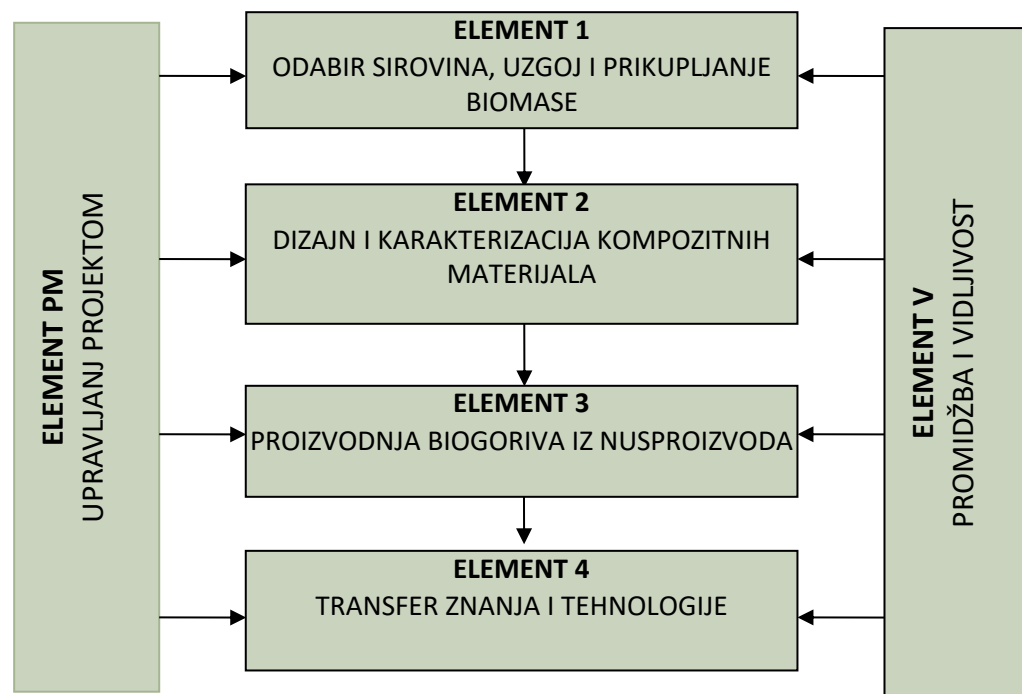 ELEMENT PM
UPRAVLJANJ PROJEKTOM
ELEMENT 1
ODABIR SIROVINA, UZGOJ I PRIKUPLJANJE
BIOMASE
ELEMENT 2
DIZAJN I KARAKTERIZACIJA KOMPOZITNIH
MATERIJALA
ELEMENT 3
PROIZVODNJA BIOGORIVA IZ NUSPROIZVODA
ELEMENT 4
TRANSFER ZNANJA I TEHNOLOGIJE
ELEMENT V
PROMIDŽBA I VIDLJIVOST